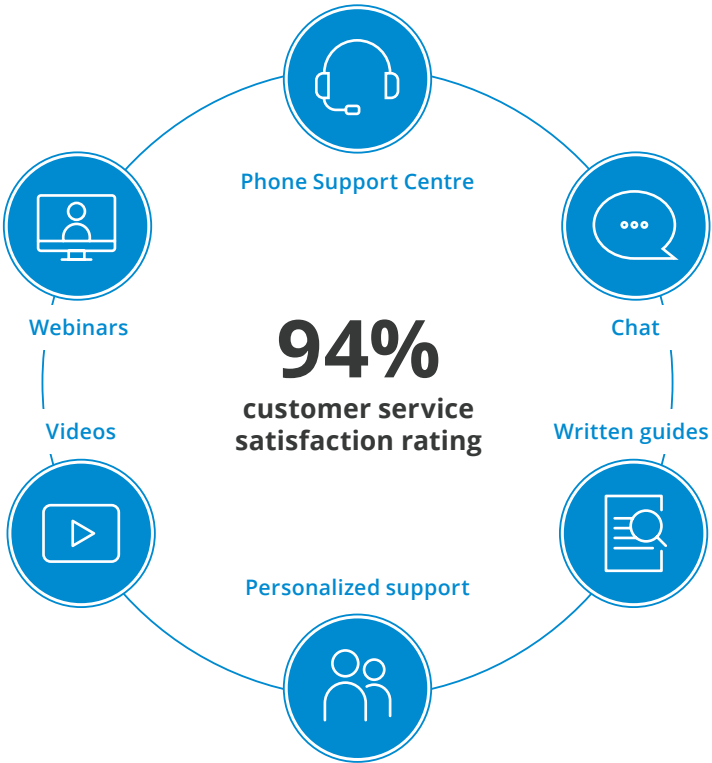 Phone Support Centre
Webinars
Chat
94%
customer service
satisfaction rating
Videos
Written guides
Personalized support